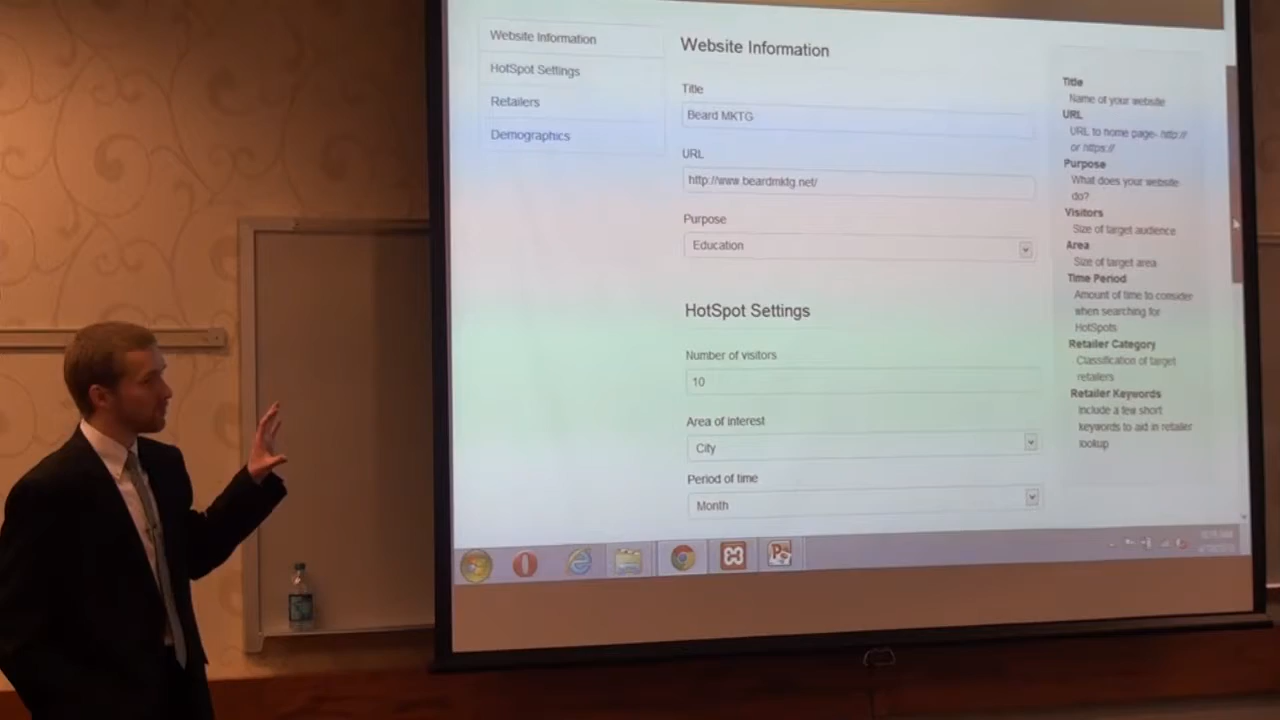 Website Information
HotSpot Settings
Retailers
Demographics
Website Information
Title
Beard MKTG
URL
http://www.beardmktg.net/
Purpose
Education
HotSpot Settings
Number of visitors
10
Area of interest
City
Period of time
Month
Title
Name of your website
URL
URL to home page- http://
or https://
Purpose
What does your website
do?
Visitors
Size of target audience
Area
Size of target area
Time Period
Amount of time to consider
when searching for
HotSpots
Retailer Category
Classification of target
retailers
Retailer Keywords
Include a few short
keywords to aid in retailer
lookup